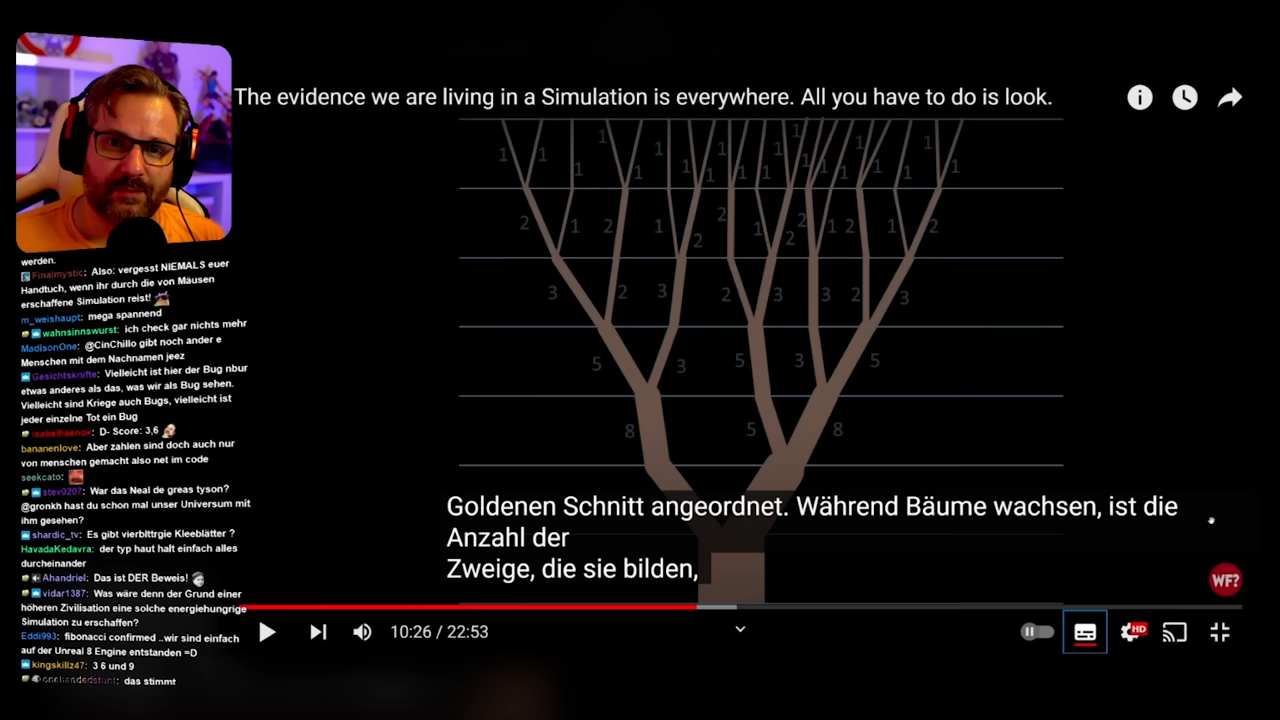 The evidence we are living in a Simulation is everywhere. All you have to do is look.
1 1 1 1 1 1 1 1 1 1 1 1 1 1 1 1 1 1 1 1 1
2 1 2 1 2 2 1 2 2 1 2 1 2
3 2 3 2 3 3 2 3
5 3 5 3 5
8 5 8
Goldenen Schnitt angeordnet. Während Bäume wachsen, ist die
Anzahl der
Zweige, die sie bilden,
WF?
10:26 / 22:53
HD
werden.
Finalmystic: Also: vergesst NIEMALS euer
Handtuch, wenn ihr durch die von Mäusen
erschaffene Simulation reist!
m_weishaupt: mega spannend
wahnsinnswurst: ich check gar nichts mehr
MadisonOne: @CinChillo gibt noch ander e
Menschen mit dem Nachnamen jeez
Gesichtsknifte: Vielleicht ist hier der Bug nbur
etwas anderes als das, was wir als Bug sehen.
Vielleicht sind Kriege auch Bugs, vielleicht ist
jeder einzelne Tot ein Bug
D- Score: 3,6
bananenlove: Aber zahlen sind doch auch nur
von menschen gemacht also net im code
seekcato:
stev0207: War das Neal de greas tyson?
@gronkh hast du schon mal unser Universum mit
ihm gesehen?
shardic_tv: Es gibt vierblttrgie Kleeblätter ?
HavadaKedavra: der typ haut halt einfach alles
durcheinander
Ahandriel: Das ist DER Beweis!
vidar1387: Was wäre denn der Grund einer
höheren Zivilisation eine solche energiehungrige
Simulation zu erschaffen?
Eddi993: fibonacci confirmed ..wir sind einfach
auf der Unreal 8 Engine entstanden =D
kingskillz47: 3 6 und 9
onehandedstunt: das stimmt